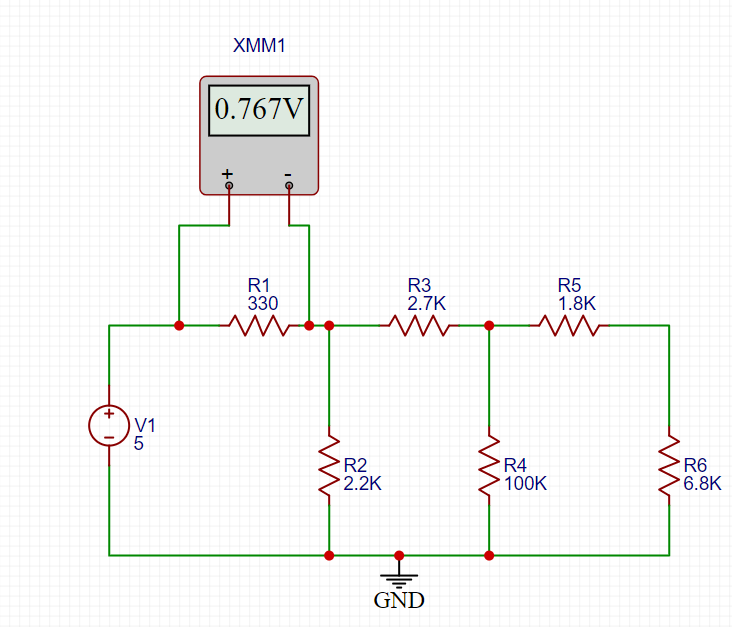 XMM1
0.767V
+ -
R1
330
R3
2.7K
R5
1.8K
+
V1
5
-
R2
2.2K
R4
100K
R6
6.8K
GND